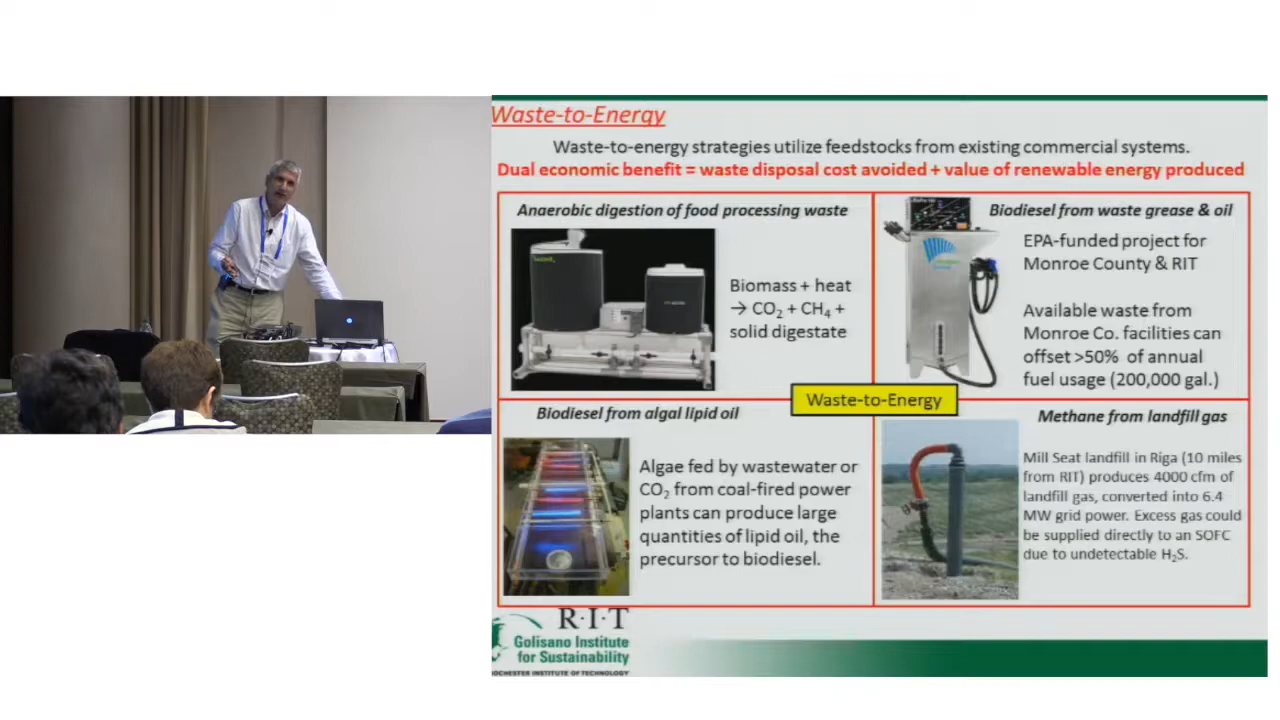 Waste-to-Energy
Waste-to-energy strategies utilize feedstocks from existing commercial systems.
Dual economic benefit = waste disposal cost avoided + value of renewable energy produced
Anaerobic digestion of food processing waste
Biomass + heat
→ CO₂ + CH₄ +
solid digestate
Biodiesel from waste grease & oil
EPA-funded project for
Monroe County & RIT
Available waste from
Monroe Co. facilities can
offset >50% of annual
fuel usage (200,000 gal.)
Waste-to-Energy
Biodiesel from algal lipid oil
Algae fed by wastewater or
CO₂ from coal-fired power
plants can produce large
quantities of lipid oil, the
precursor to biodiesel.
Methane from landfill gas
Mill Seat landfill in Riga (10 miles
from RIT) produces 4000 cfm of
landfill gas, converted into 6.4
MW grid power. Excess gas could
be supplied directly to an SOFC
due to undetectable H₂S.
R·I·T
Golisano Institute
for Sustainability
ROCHESTER INSTITUTE OF TECHNOLOGY